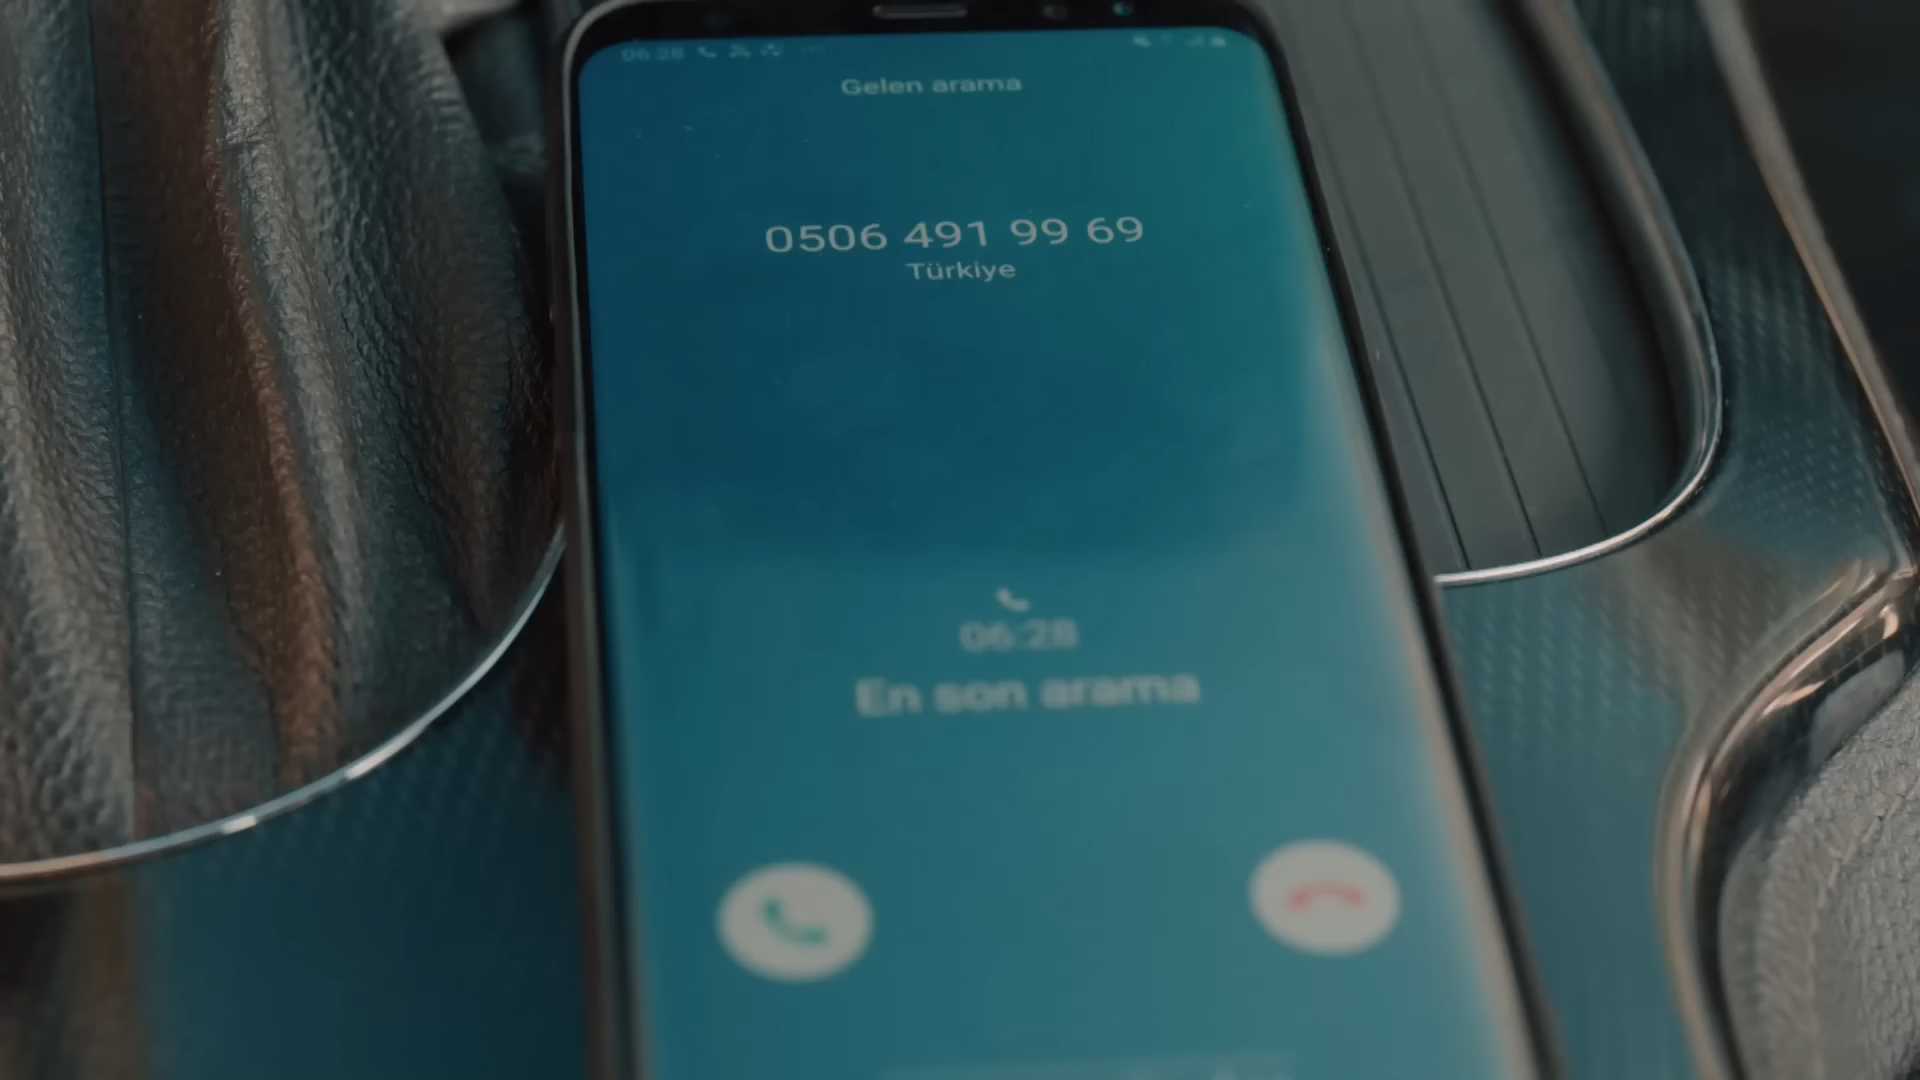 06:28
Gelen arama
0506 491 99 69
Türkiye
06:28
En son arama